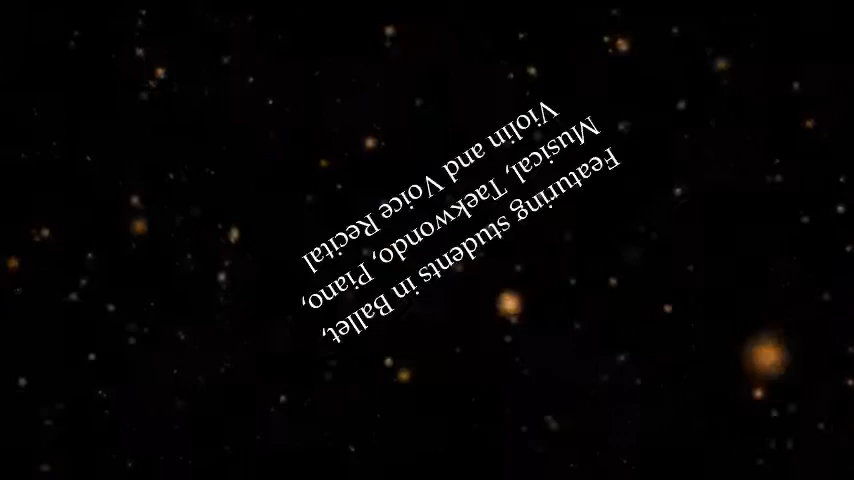 Featuring students in Ballet,
Musical, Taekwondo, Piano,
Violin and Voice Recital